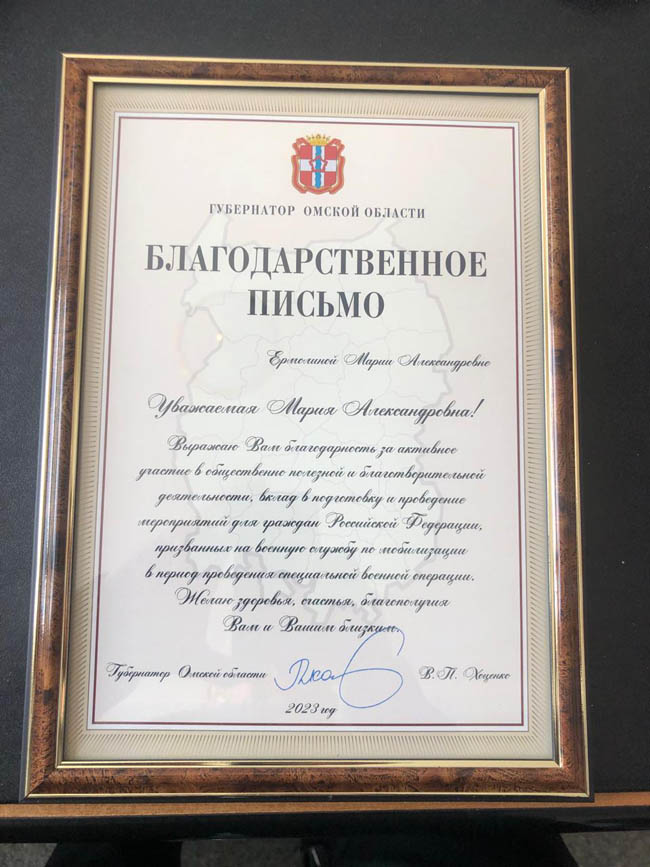 ГУБЕРНАТОР ОМСКОЙ ОБЛАСТИ
БЛАГОДАРСТВЕННОЕ
ПИСЬМО
Ермолиной Марии Александровне
Уважаемая Мария Александровна!
Выражаю Вам благодарность за активное
участие в общественно полезной и благотворительной
деятельности, вклад в подготовку и проведение
мероприятий для граждан Российской Федерации,
призванных на военную службу по мобилизации
в период проведения специальной военной операции.
Желаю здоровья, счастья, благополучия
Вам и Вашим близким.
Губернатор Омской области В.П. Хоценко
2023 год